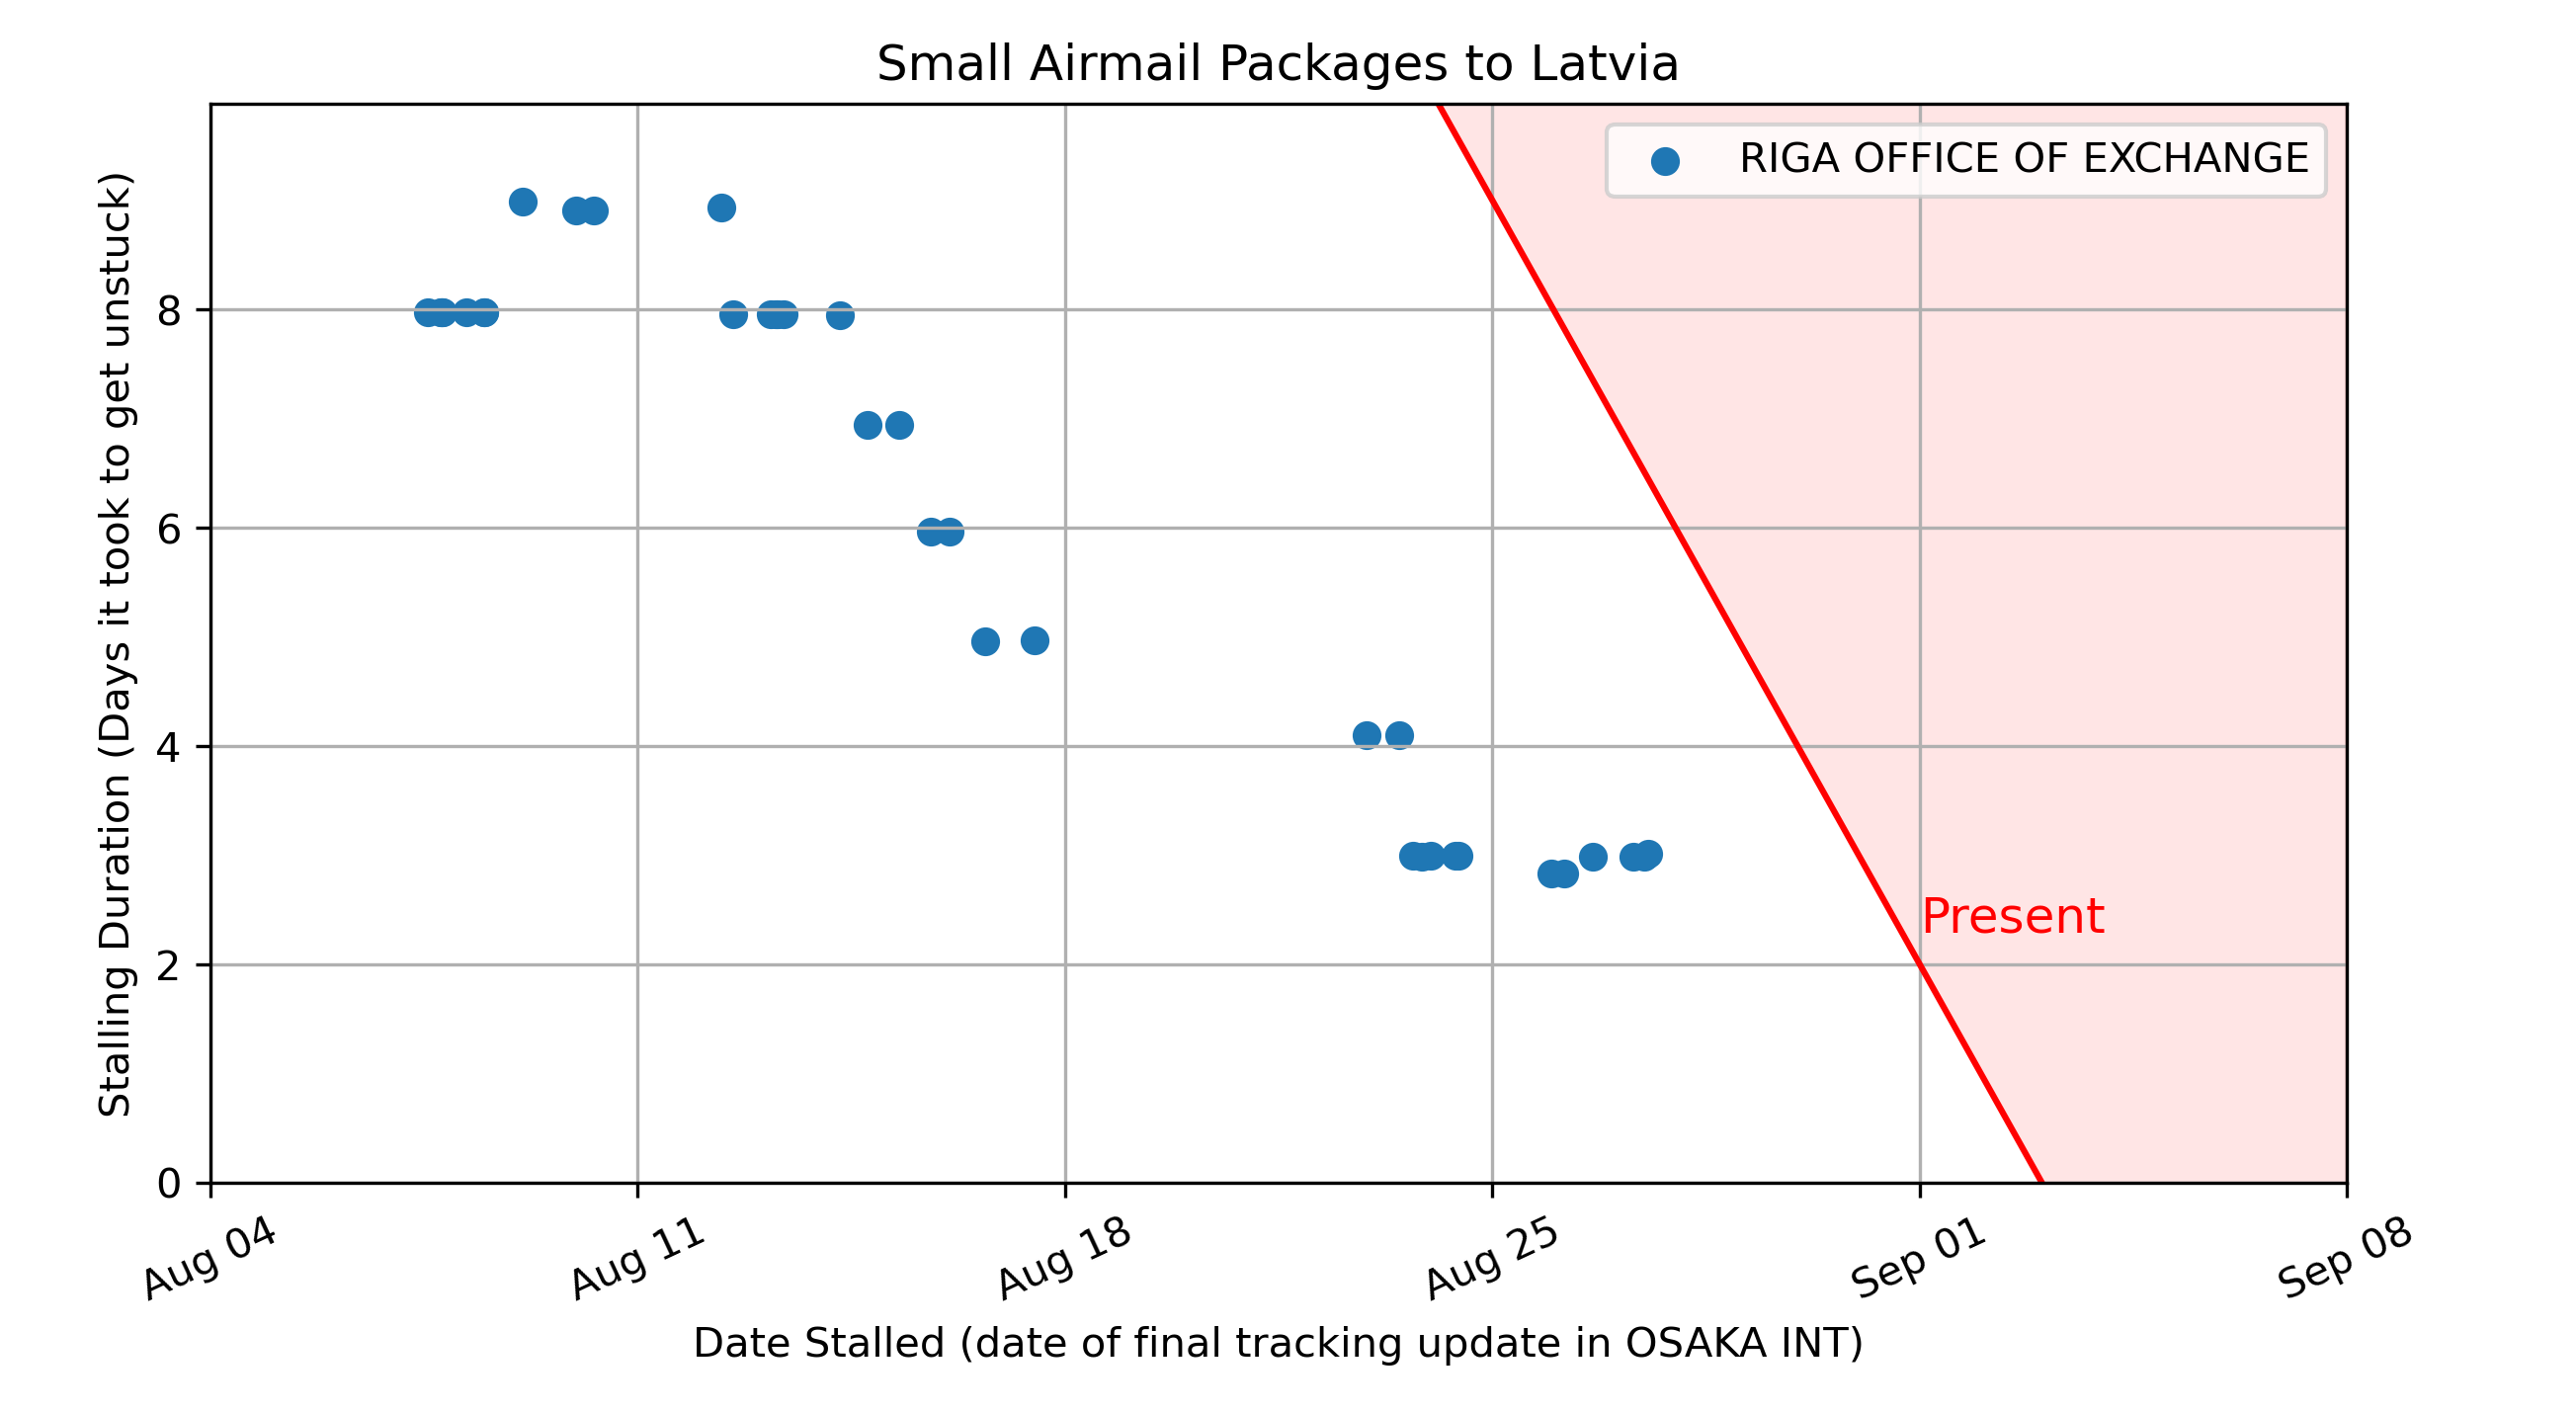 Small Airmail Packages to Latvia
RIGA OFFICE OF EXCHANGE
Stalling Duration (Days it took to get unstuck)
8
6
4
2
0
Present
Aug 04
Aug 11
Aug 18
Aug 25
Sep 01
Sep 08
Date Stalled (date of final tracking update in OSAKA INT)